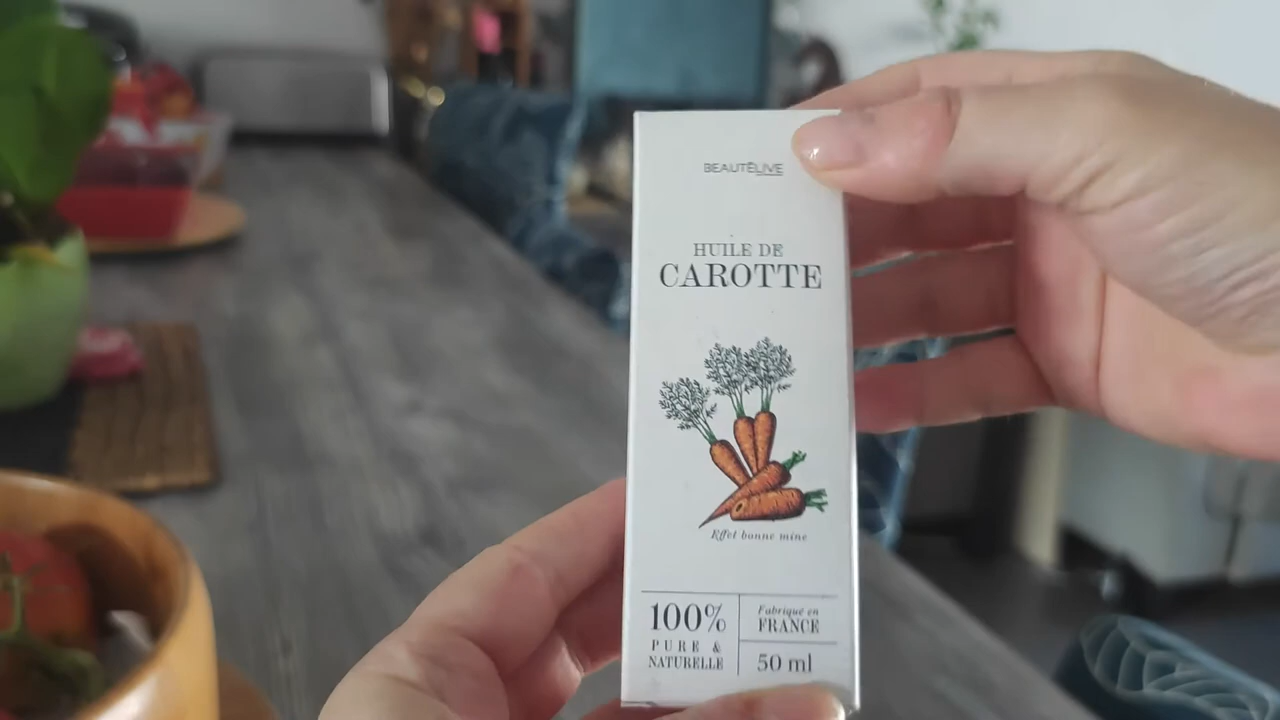 BEAUTÉLIVE
HUILE DE
CAROTTE
Effet bonne mine
100%
PURE &
NATURELLE
Fabriqué en
FRANCE
50 ml